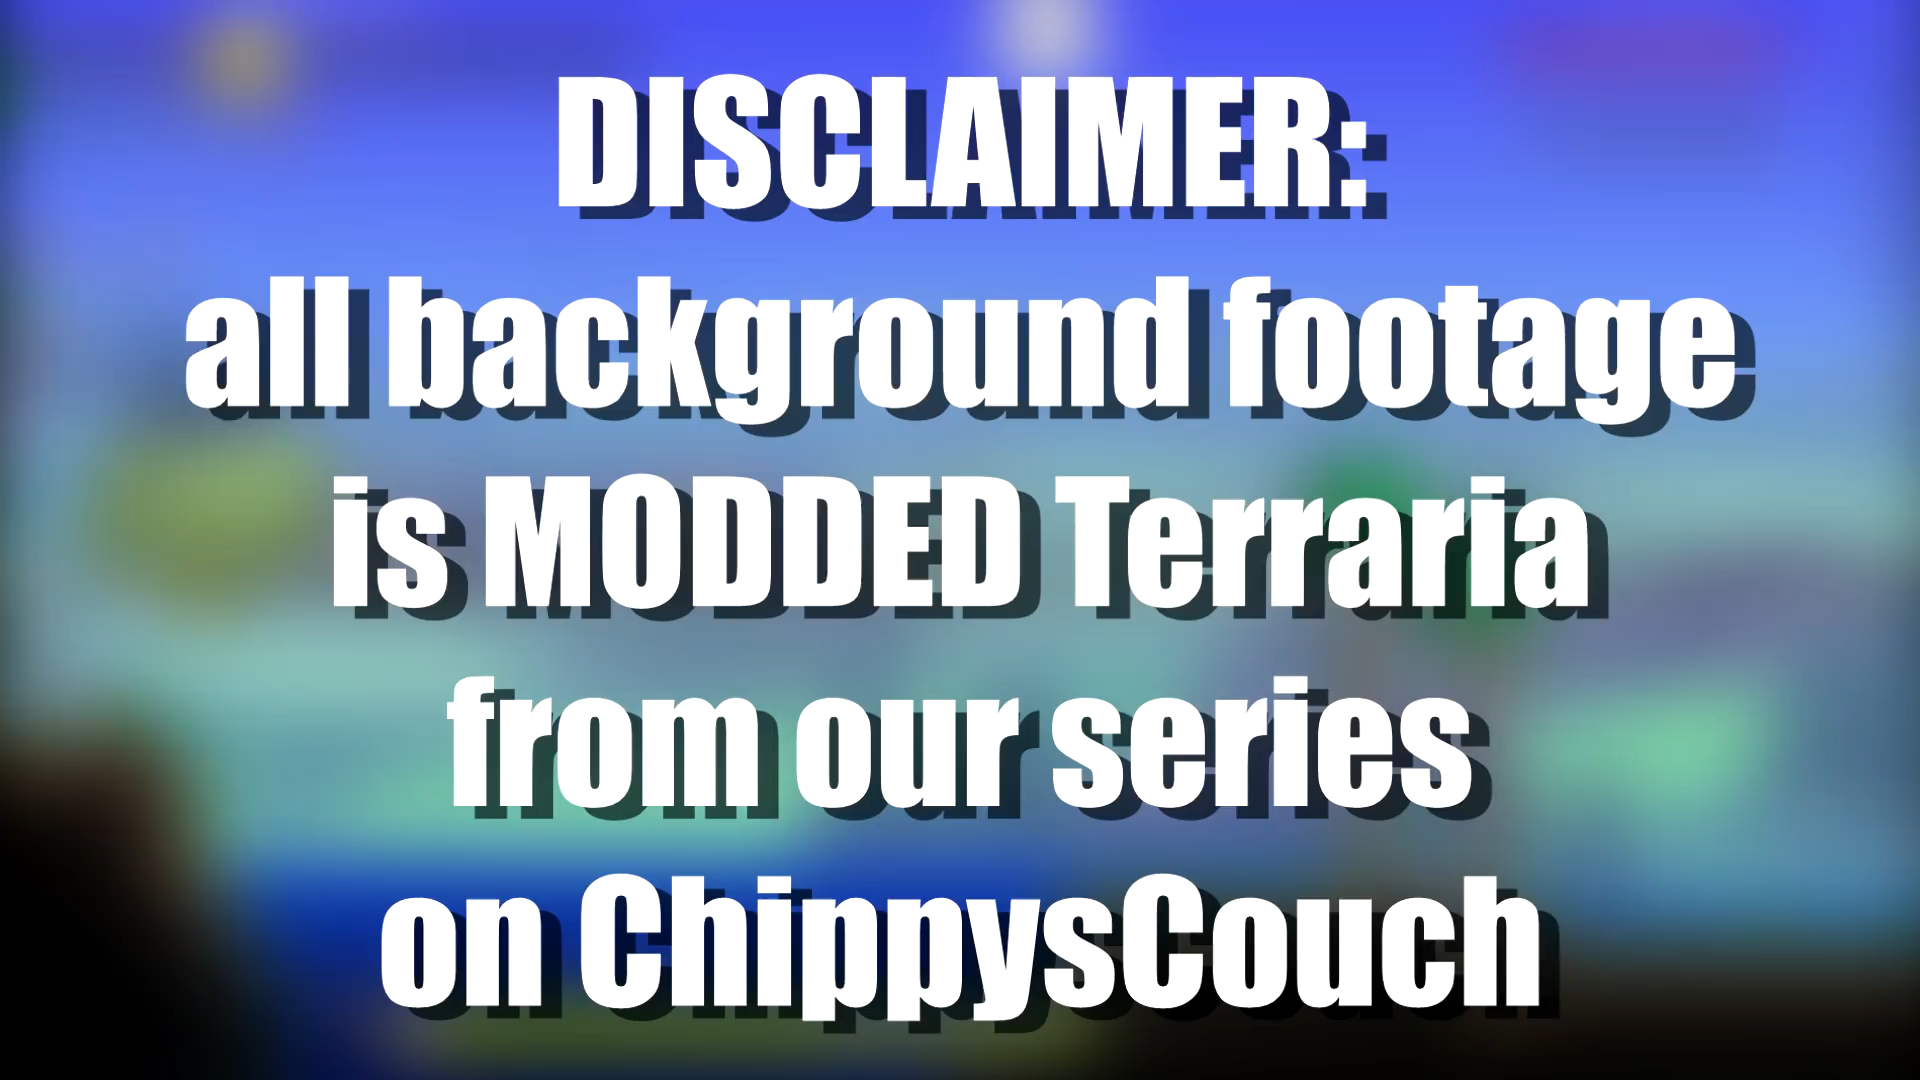 DISCLAIMER:
all background footage
is MODDED Terraria
from our series
on ChippysCouch